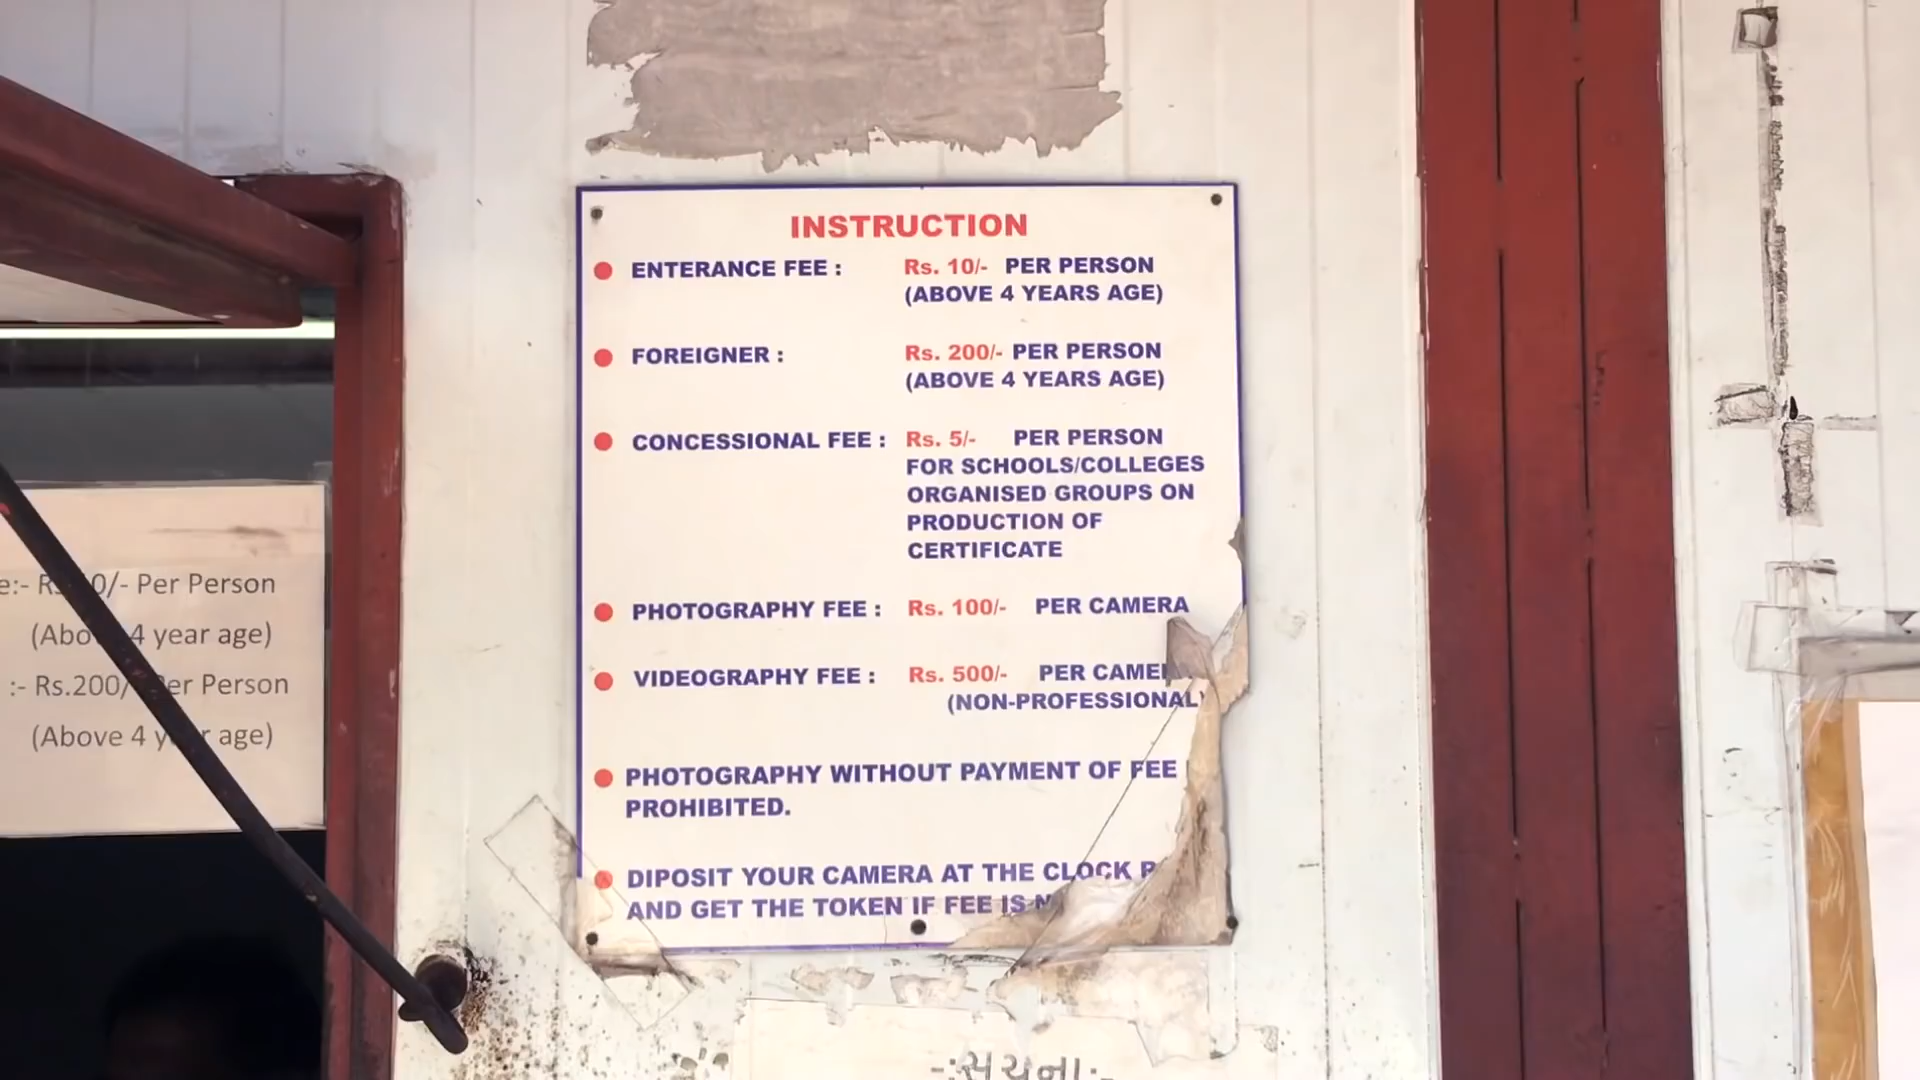 INSTRUCTION
ENTERANCE FEE : Rs. 10/- PER PERSON
(ABOVE 4 YEARS AGE)
FOREIGNER : Rs. 200/- PER PERSON
(ABOVE 4 YEARS AGE)
CONCESSIONAL FEE : Rs. 5/- PER PERSON
FOR SCHOOLS/COLLEGES
ORGANISED GROUPS ON
PRODUCTION OF
CERTIFICATE
PHOTOGRAPHY FEE : Rs. 100/- PER CAMERA
VIDEOGRAPHY FEE : Rs. 500/- PER
(NON-PROFESSIONAL)
PHOTOGRAPHY WITHOUT PAYMENT OF FEE
PROHIBITED.
DIPOSIT YOUR CAMERA AT THE CLOCK
AND GET THE TOKEN IF FEE IS
Per Person
4 year age)
:- Rs.200/- Per Person
(Above 4 year age)
-:સૂચના:-